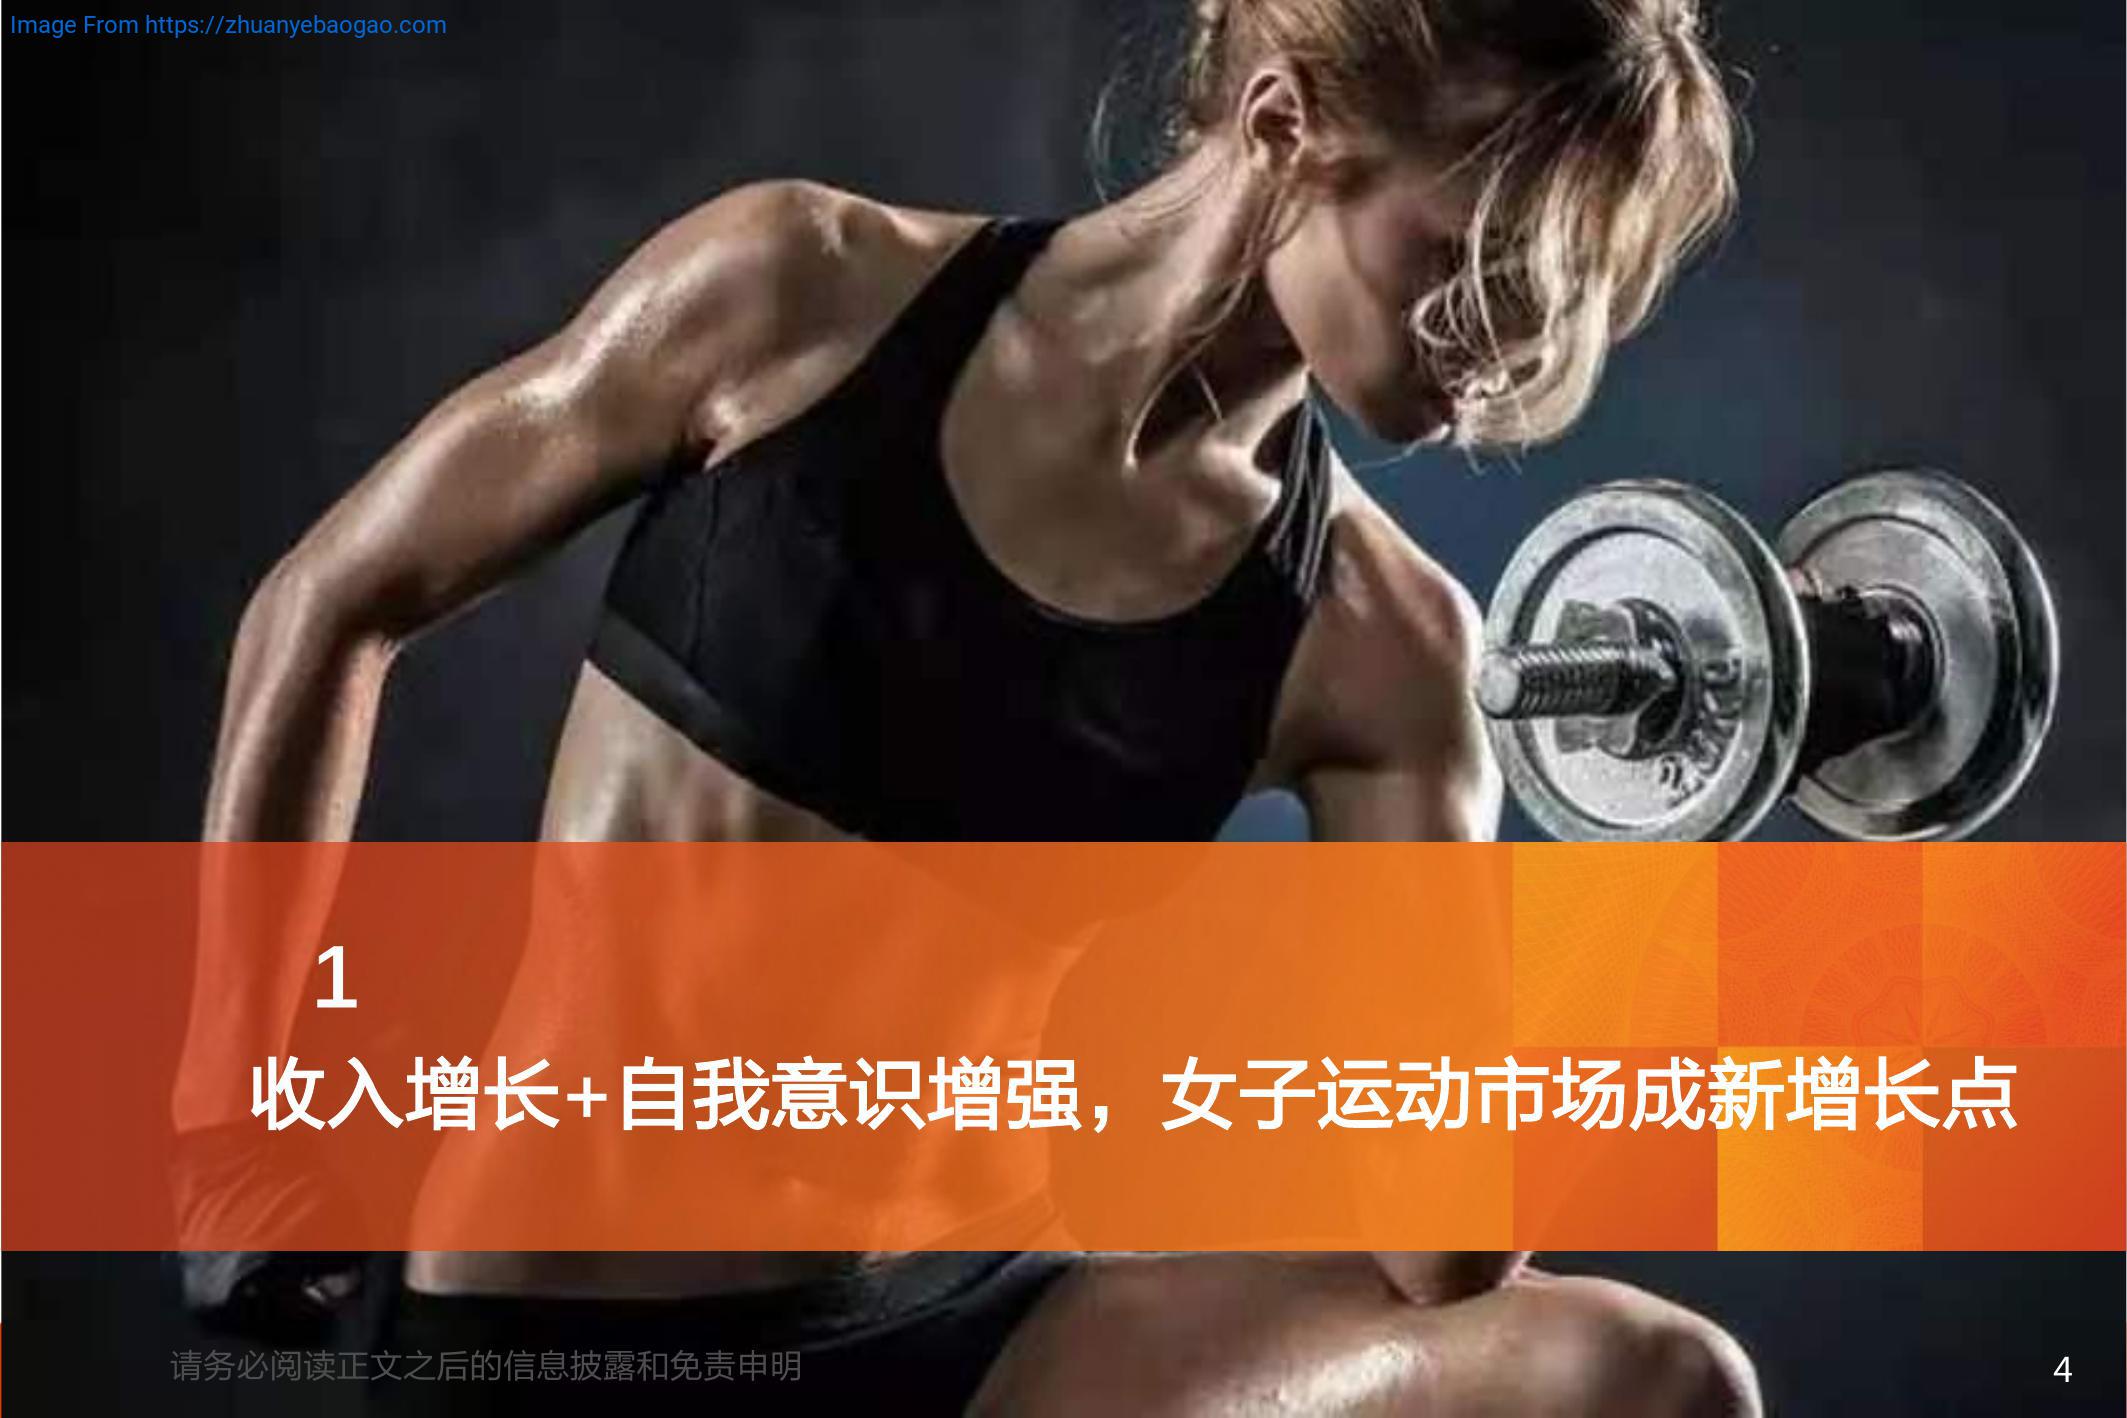 Image From https://zhuanyebaogao.com
1
收入增长+自我意识增强，女子运动市场成新增长点
请务必阅读正文之后的信息披露和免责申明
4